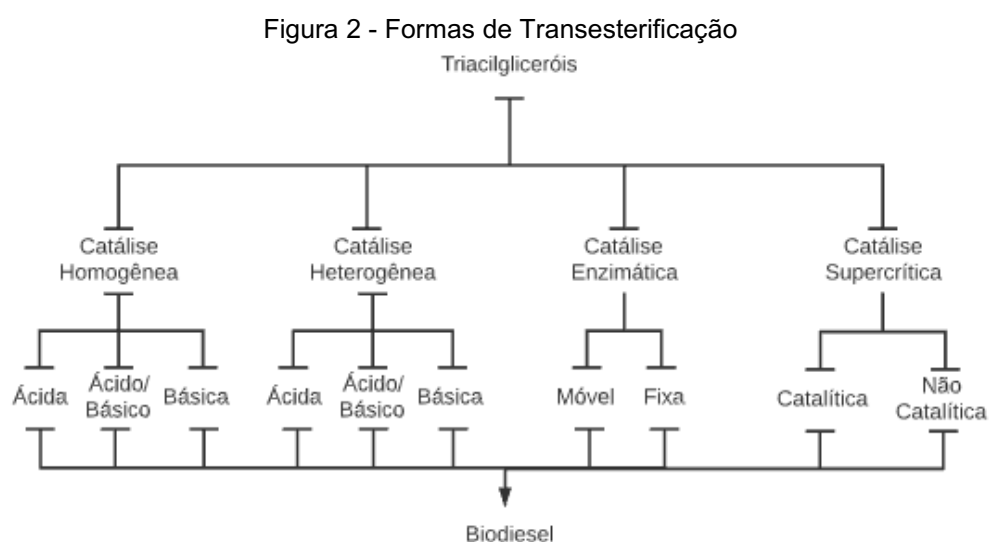 Figura 2 - Formas de Transesterificação
Triacilgliceróis
Catálise
Homogênea
Catálise
Heterogênea
Catálise
Enzimática
Catálise
Supercrítica
Ácida
Ácido/
Básico
Básica
Ácida
Ácido/
Básico
Básica
Móvel
Fixa
Catalítica
Não
Catalítica
Biodiesel